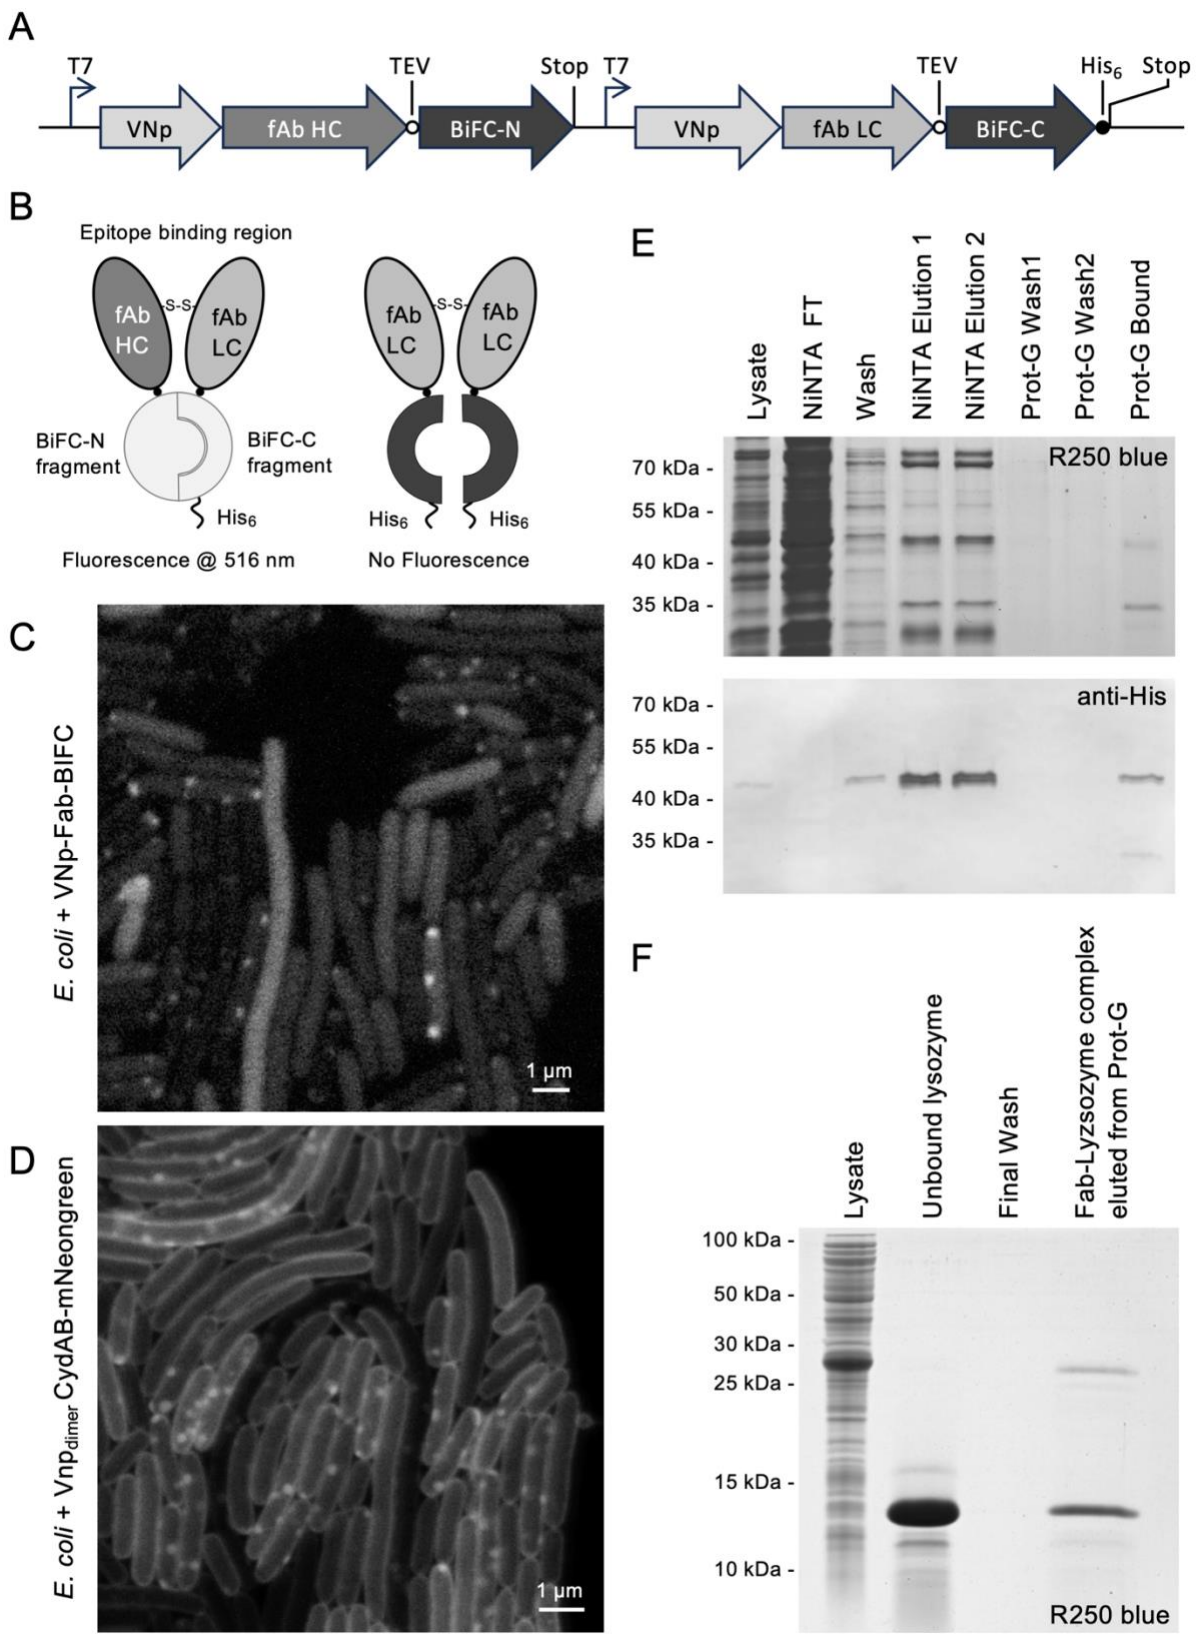 A
T7 TEV Stop T7 TEV His6 Stop
VNp fAb HC BiFC-N VNp fAb LC BiFC-C
B
Epitope binding region
fAb
HC
-S-S-
fAb
LC
BiFC-N
fragment
BiFC-C
fragment
His6
Fluorescence @ 516 nm
fAb
LC
-S-S-
fAb
LC
His6 His6
No Fluorescence
C
E. coli + VNp-Fab-BIFC
1 µm
D
E. coli + Vnpdimer CydAB-mNeongreen
1 µm
E
Lysate
NiNTA FT
Wash
NiNTA Elution 1
NiNTA Elution 2
Prot-G Wash1
Prot-G Wash2
Prot-G Bound
R250 blue
70 kDa -
55 kDa -
40 kDa -
35 kDa -
anti-His
70 kDa -
55 kDa -
40 kDa -
35 kDa -
F
Lysate
Unbound lysozyme
Final Wash
Fab-Lyzsozyme complex
eluted from Prot-G
100 kDa -
50 kDa -
30 kDa -
25 kDa -
15 kDa -
10 kDa -
R250 blue